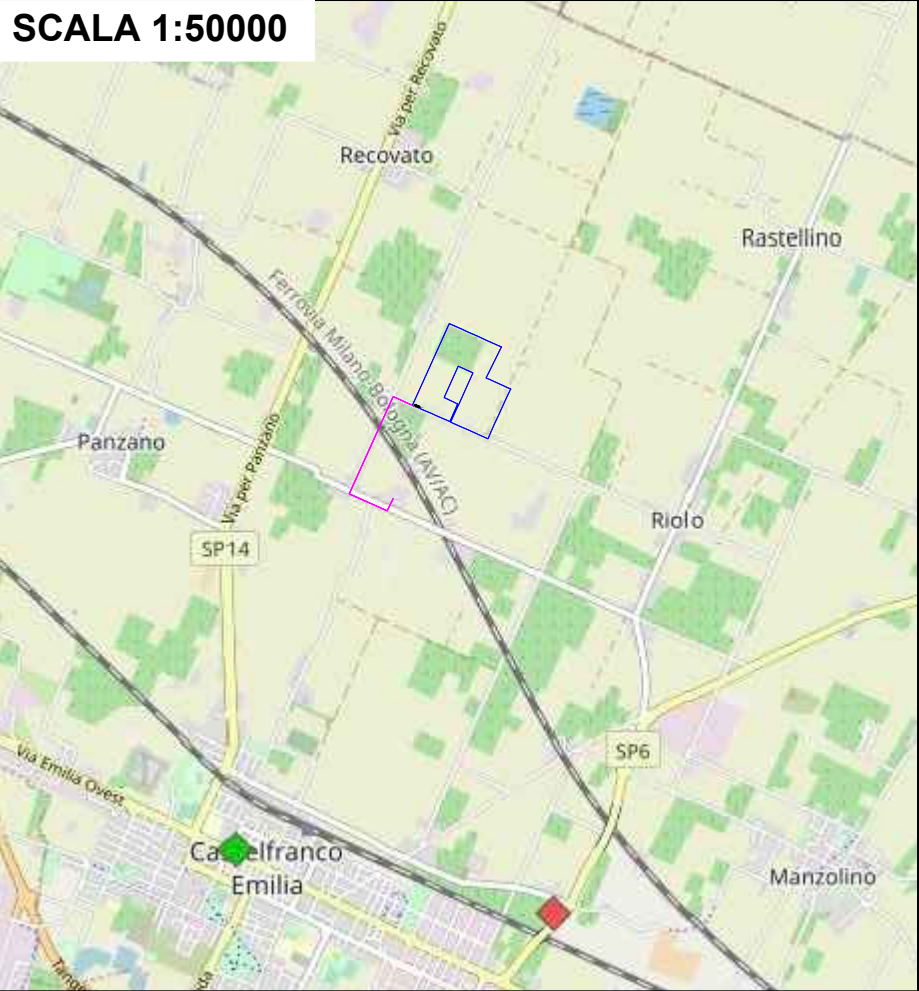 SCALA 1:50000
Via per Recovato
Recovato
Rastellino
Ferrovia Milano-Bologna (AV/AC)
Panzano
Via per Panzano
Riolo
SP14
SP6
Via Emilia Ovest
Castelfranco
Emilia
Manzolino